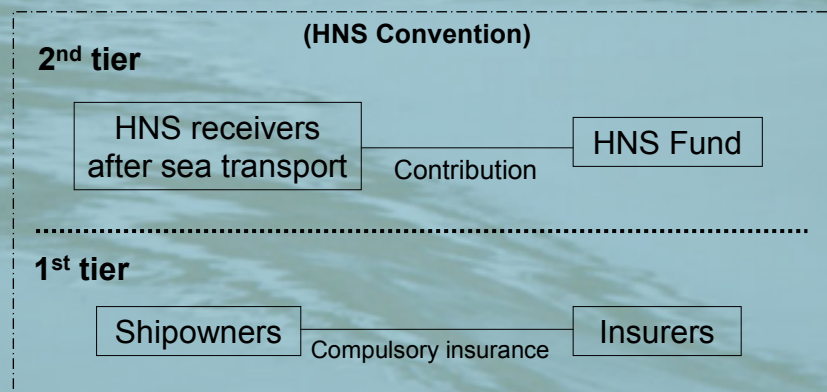 (HNS Convention)
2nd tier
HNS receivers
after sea transport
Contribution
HNS Fund
1st tier
Shipowners
Compulsory insurance
Insurers